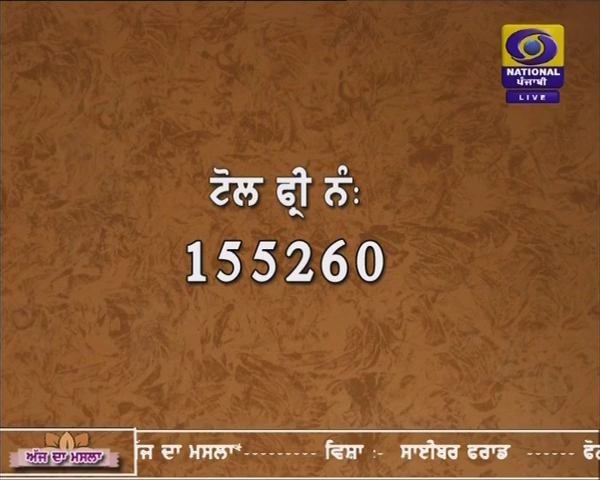 NATIONAL
ਪੰਜਾਬੀ
LIVE
ਟੋਲ ਫ੍ਰੀ ਨੰ:
155260
ਅੱਜ ਦਾ ਮਸਲਾ
ਦਾ ਮਸਲਾ*--------- ਵਿਸ਼ਾ :- ਸਾਈਬਰ ਫਰਾਡ ------